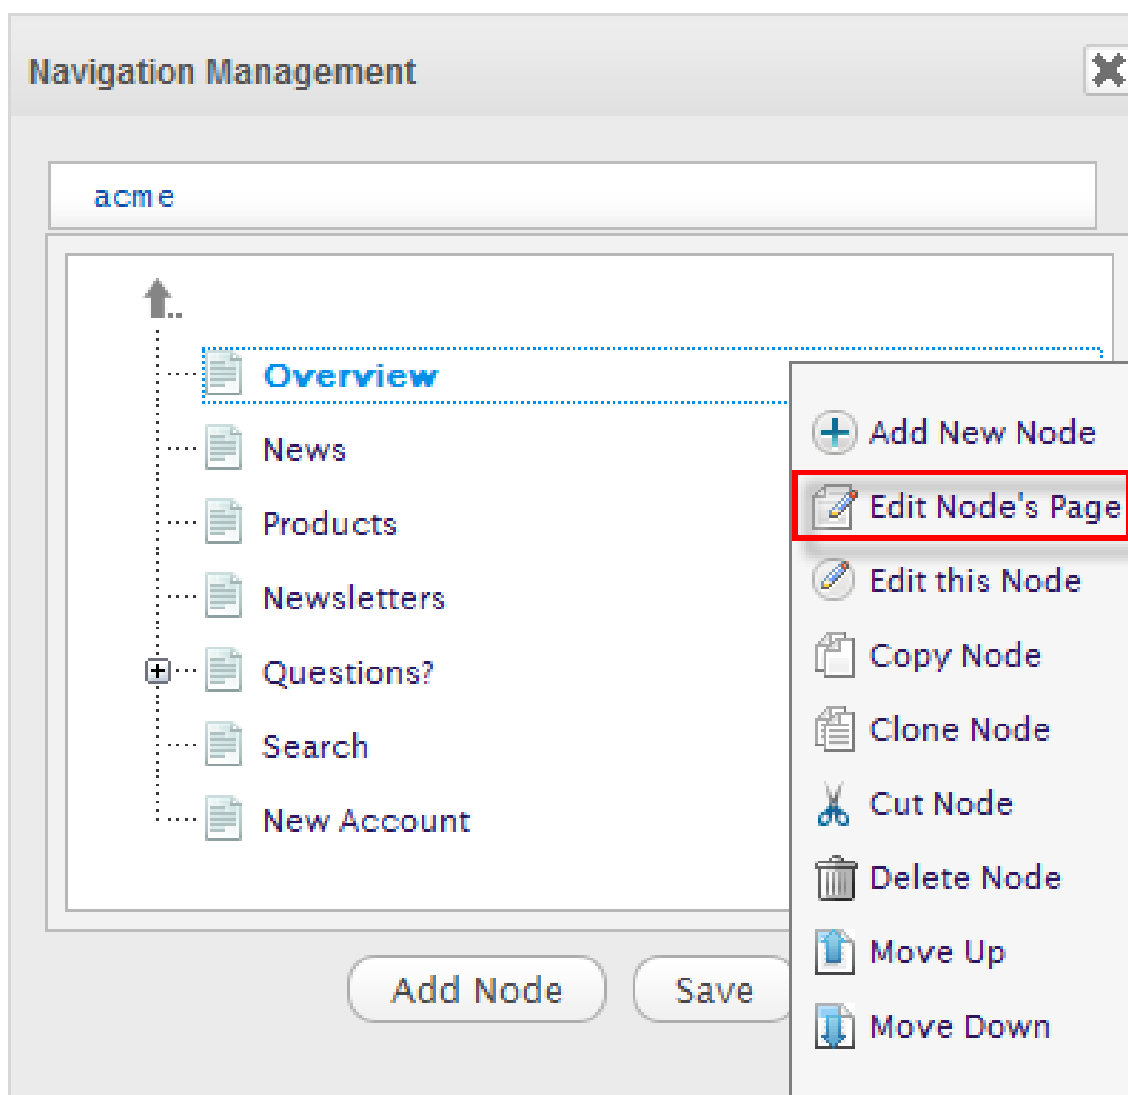 Navigation Management
acme
..
Overview
News
Products
Newsletters
Questions?
Search
New Account
Add New Node
Edit Node's Page
Edit this Node
Copy Node
Clone Node
Cut Node
Delete Node
Move Up
Move Down
Add Node
Save